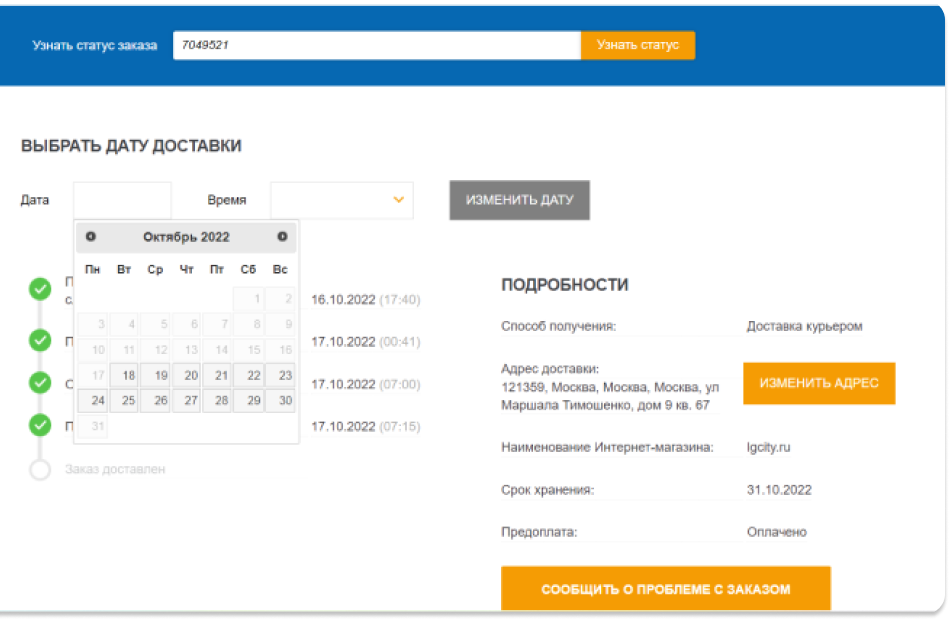 Узнать статус заказа 7049521 Узнать статус
ВЫБРАТЬ ДАТУ ДОСТАВКИ
Дата Время ИЗМЕНИТЬ ДАТУ
Октябрь 2022
Пн Вт Ср Чт Пт Сб Вс
1 2
3 4 5 6 7 8 9
10 11 12 13 14 15 16
17 18 19 20 21 22 23
24 25 26 27 28 29 30
31
16.10.2022 (17:40)
17.10.2022 (00:41)
17.10.2022 (07:00)
17.10.2022 (07:15)
Заказ доставлен
ПОДРОБНОСТИ
Способ получения: Доставка курьером
Адрес доставки:
121359, Москва, Москва, Москва, ул
Маршала Тимошенко, дом 9 кв. 67
ИЗМЕНИТЬ АДРЕС
Наименование Интернет-магазина: lgcity.ru
Срок хранения: 31.10.2022
Предоплата: Оплачено
СООБЩИТЬ О ПРОБЛЕМЕ С ЗАКАЗОМ